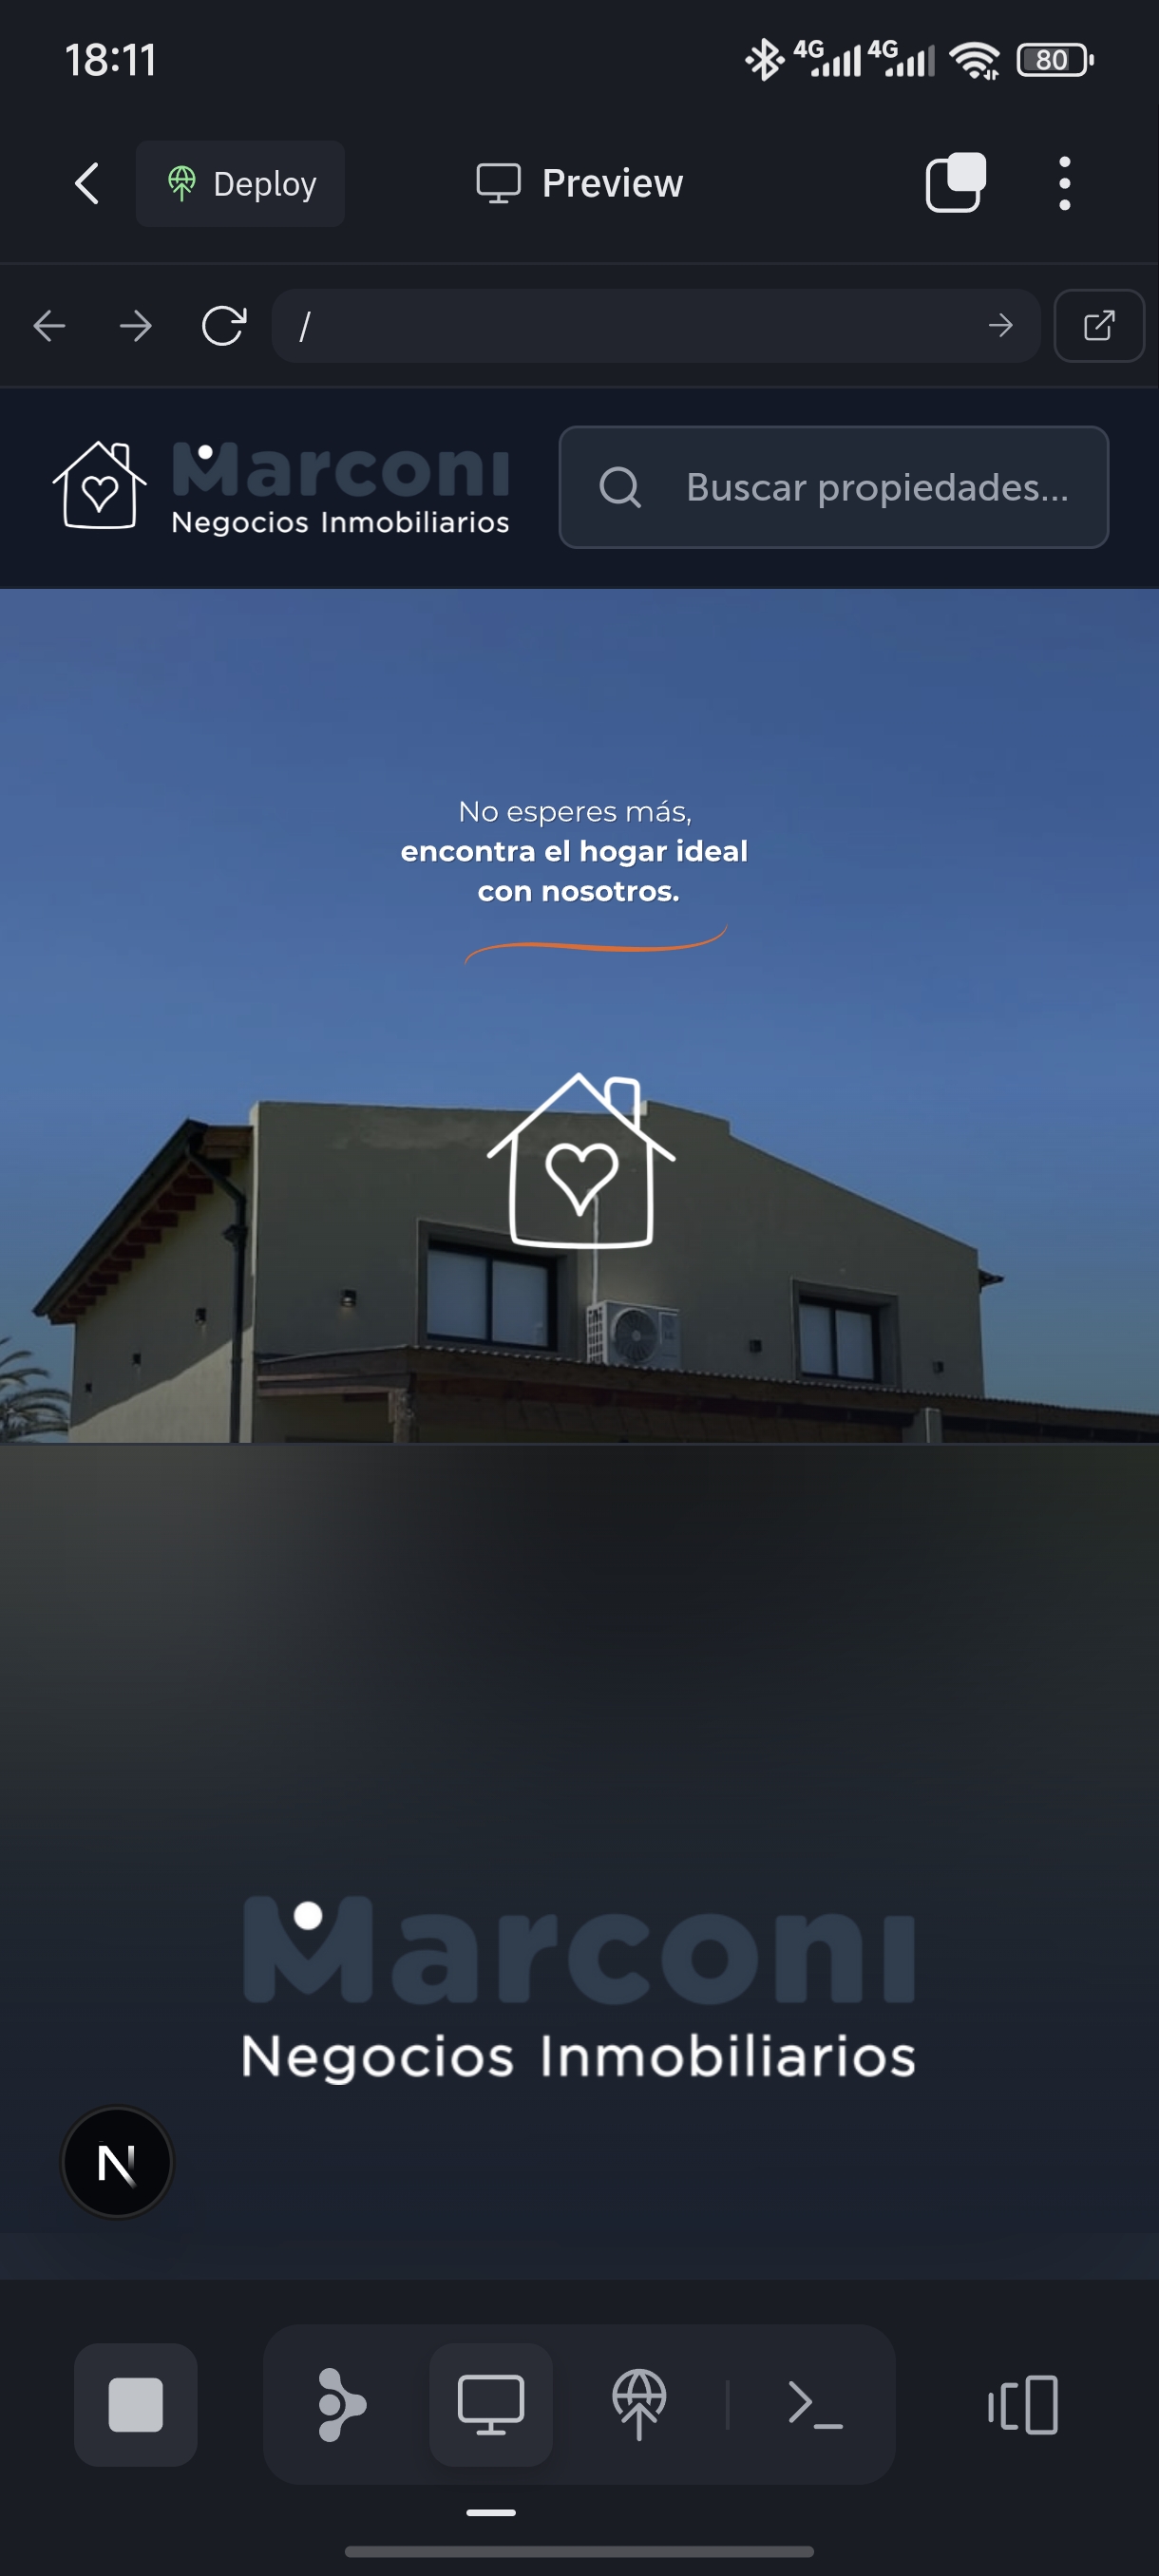 18:11
4G 4G 80
Deploy Preview
/
Marconi
Negocios Inmobiliarios
Buscar propiedades...
No esperes más,
encontra el hogar ideal
con nosotros.
Marconi
Negocios Inmobiliarios
N